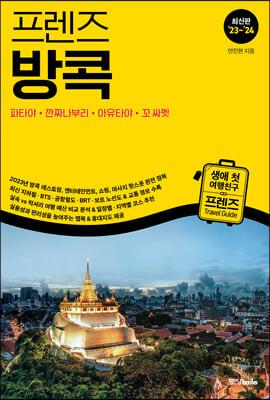 프렌즈
방콕
최신판
'23~'24
안진헌 지음
파타야·깐짜나부리·아유타야·꼬 싸멧
생애 첫
여행친구
프렌즈
Travel Guide
2023년 방콕 레스토랑, 엔터테인먼트, 쇼핑, 마사지 핫스폿 완전 정복
최신 지하철·BTS·공항철도·BRT·보트 노선도 & 교통 정보 수록
실속 vs 럭셔리 여행 예산 비교 분석 & 일정별·지역별 코스 추천
실용성과 편리성을 높여주는 맵북 & 휴대지도 제공
books